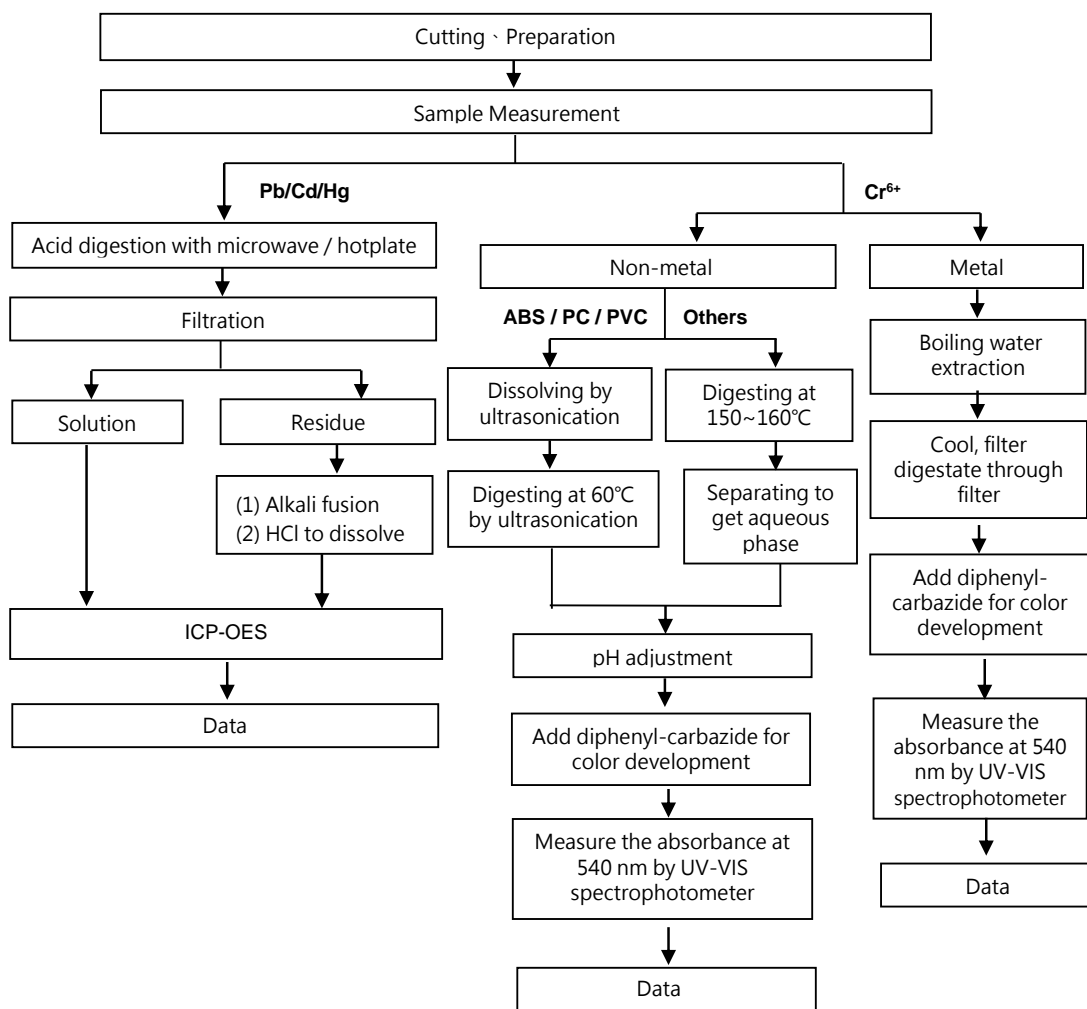 Cutting、Preparation
Sample Measurement
Pb/Cd/Hg
Cr⁶⁺
Acid digestion with microwave / hotplate
Filtration
Solution
Residue
(1) Alkali fusion
(2) HCl to dissolve
ICP-OES
Data
Non-metal
ABS / PC / PVC
Others
Dissolving by
ultrasonication
Digesting at 60℃
by ultrasonication
Digesting at
150~160℃
Separating to
get aqueous
phase
pH adjustment
Add diphenyl-carbazide for
color development
Measure the absorbance at
540 nm by UV-VIS
spectrophotometer
Data
Metal
Boiling water
extraction
Cool, filter
digestate through
filter
Add diphenyl-
carbazide for color
development
Measure the
absorbance at 540
nm by UV-VIS
spectrophotometer
Data